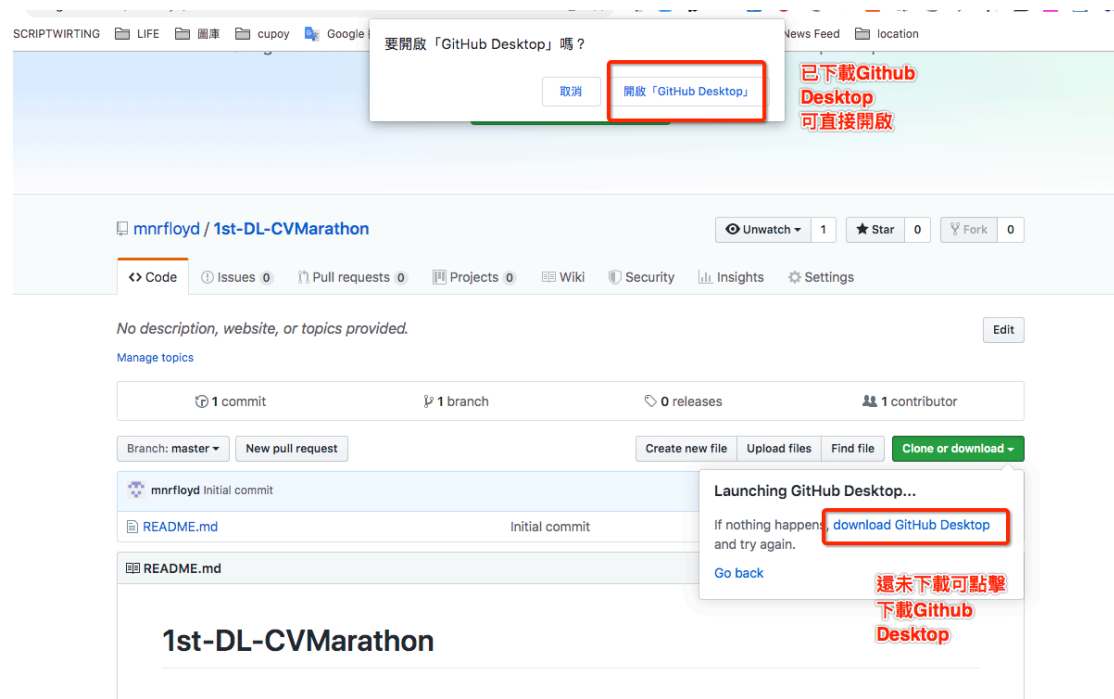 SCRIPTWIRTING LIFE 圖庫 cupoy Google
News Feed location
要開啟「GitHub Desktop」嗎？
取消 開啟「GitHub Desktop」
已下載Github
Desktop
可直接開啟
mnrfloyd / 1st-DL-CVMarathon
Unwatch 1 Star 0 Fork 0
Code Issues 0 Pull requests 0 Projects 0 Wiki Security Insights Settings
No description, website, or topics provided.
Edit
Manage topics
1 commit 1 branch 0 releases 1 contributor
Branch: master New pull request Create new file Upload files Find file Clone or download
mnrfloyd Initial commit
README.md Initial commit
Launching GitHub Desktop...
If nothing happens, download GitHub Desktop
and try again.
Go back
還未下載可點擊
下載Github
Desktop
README.md
1st-DL-CVMarathon